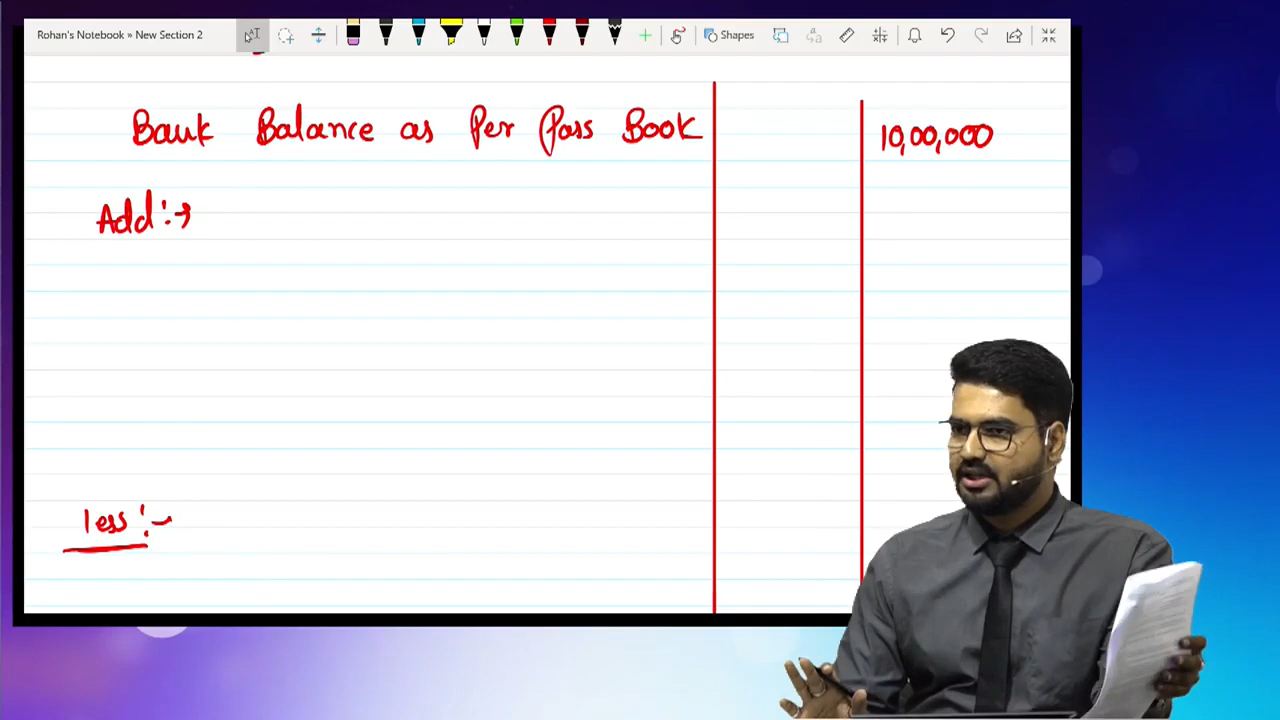 Rohan's Notebook » New Section 2
Shapes
Bank Balance as Per Pass Book 10,00,000
Add :→
less :-